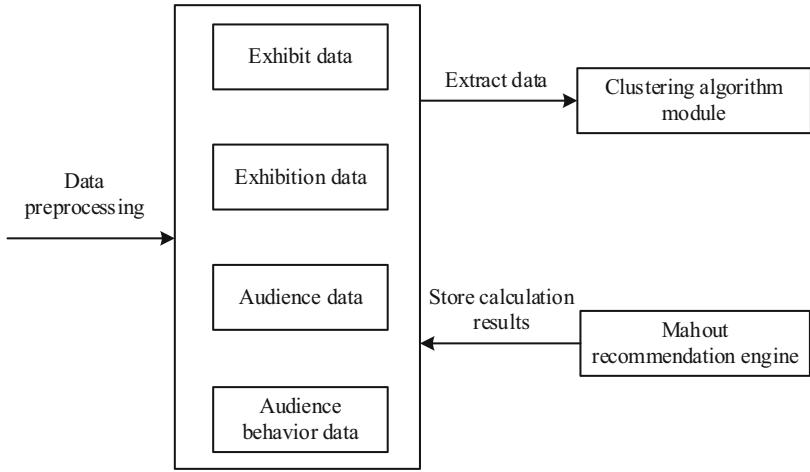 Exhibit data
Extract data
Clustering algorithm
module
Exhibition data
Data
preprocessing
Audience data
Store calculation
results
Mahout
recommendation engine
Audience
behavior data